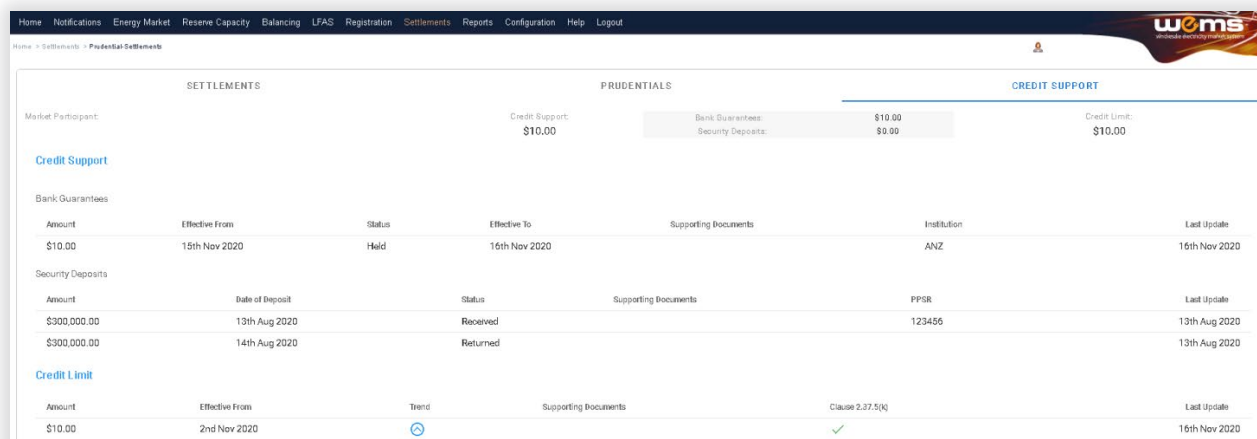 Home Notifications Energy Market Reserve Capacity Balancing LFAS Registration Settlements Reports Configuration Help Logout
wems
wholesale electricity market systems
Home > Settlements > Prudential-Settlements
SETTLEMENTS PRUDENTIALS CREDIT SUPPORT
Market Participant: Credit Support: Bank Guarantees: $10.00 Credit Limit:
$10.00 Security Deposits: $0.00 $10.00
Credit Support
Bank Guarantees
Amount Effective From Status Effective To Supporting Documents Institution Last Update
$10.00 15th Nov 2020 Held 16th Nov 2020 ANZ 16th Nov 2020
Security Deposits
Amount Date of Deposit Status Supporting Documents PPSR Last Update
$300,000.00 13th Aug 2020 Received 123456 13th Aug 2020
$300,000.00 14th Aug 2020 Returned 13th Aug 2020
Credit Limit
Amount Effective From Trend Supporting Documents Clause 2.37.5(k) Last Update
$10.00 2nd Nov 2020 16th Nov 2020